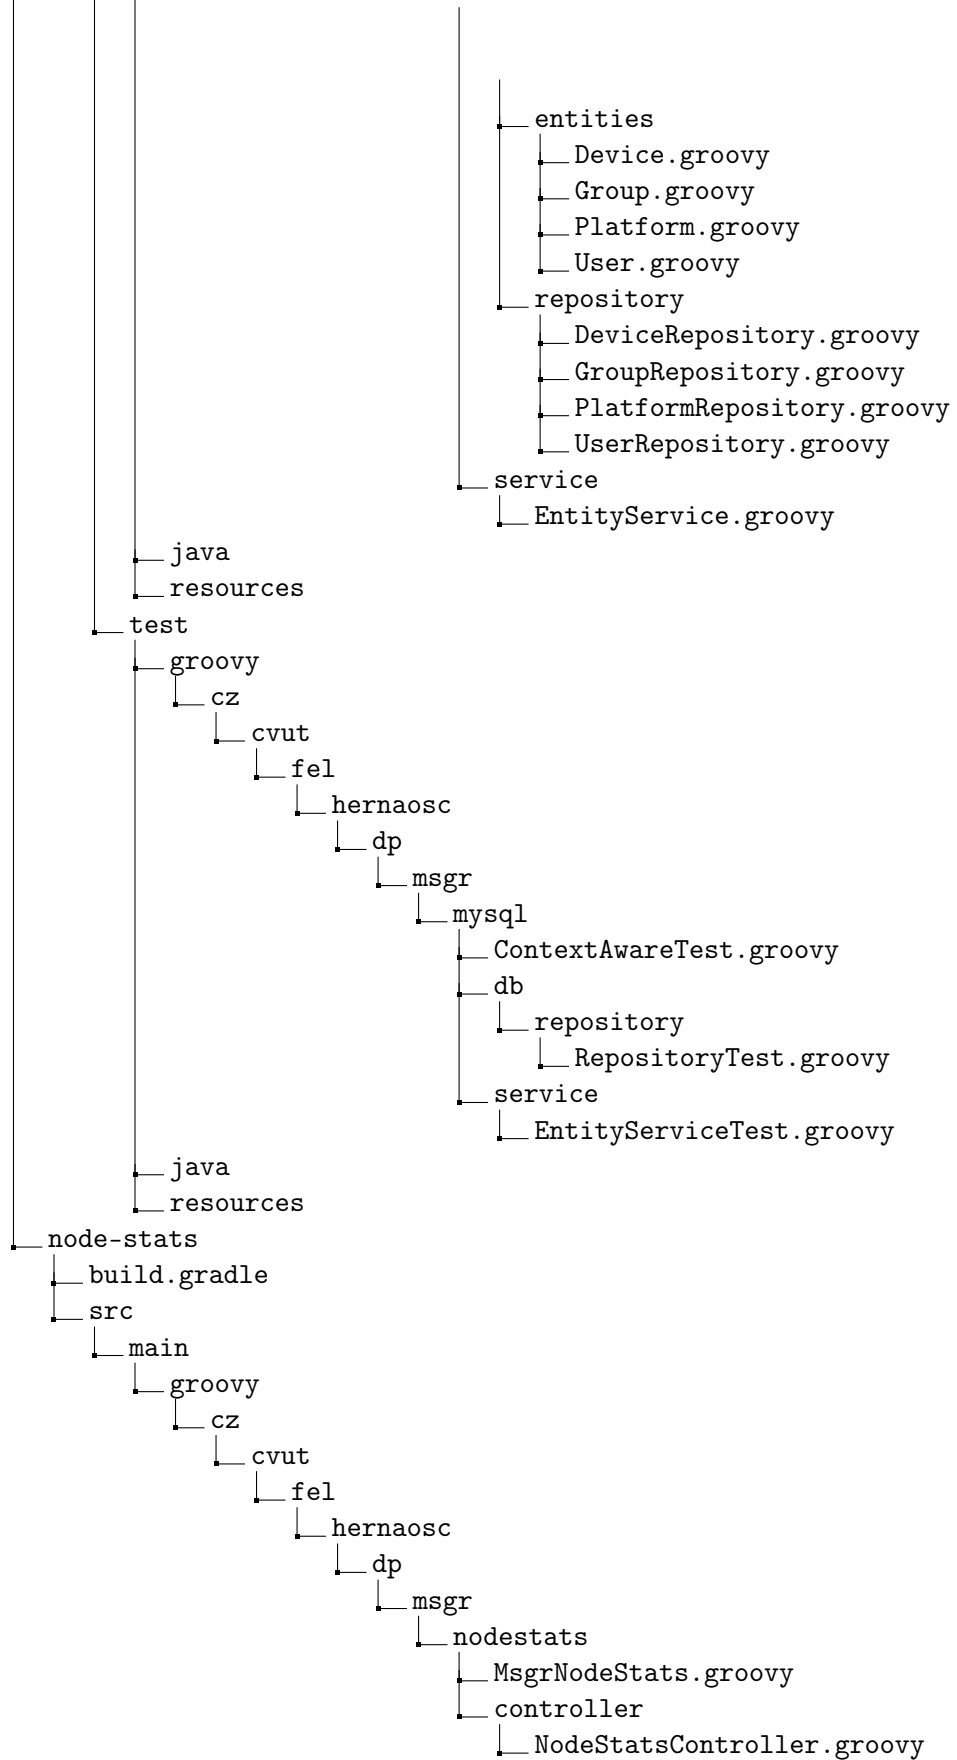 entities
Device.groovy
Group.groovy
Platform.groovy
User.groovy
repository
DeviceRepository.groovy
GroupRepository.groovy
PlatformRepository.groovy
UserRepository.groovy
service
EntityService.groovy
java
resources
test
groovy
cz
cvut
fel
hernaosc
dp
msgr
mysql
ContextAwareTest.groovy
db
repository
RepositoryTest.groovy
service
EntityServiceTest.groovy
java
resources
node-stats
build.gradle
src
main
groovy
cz
cvut
fel
hernaosc
dp
msgr
nodestats
MsgrNodeStats.groovy
controller
NodeStatsController.groovy